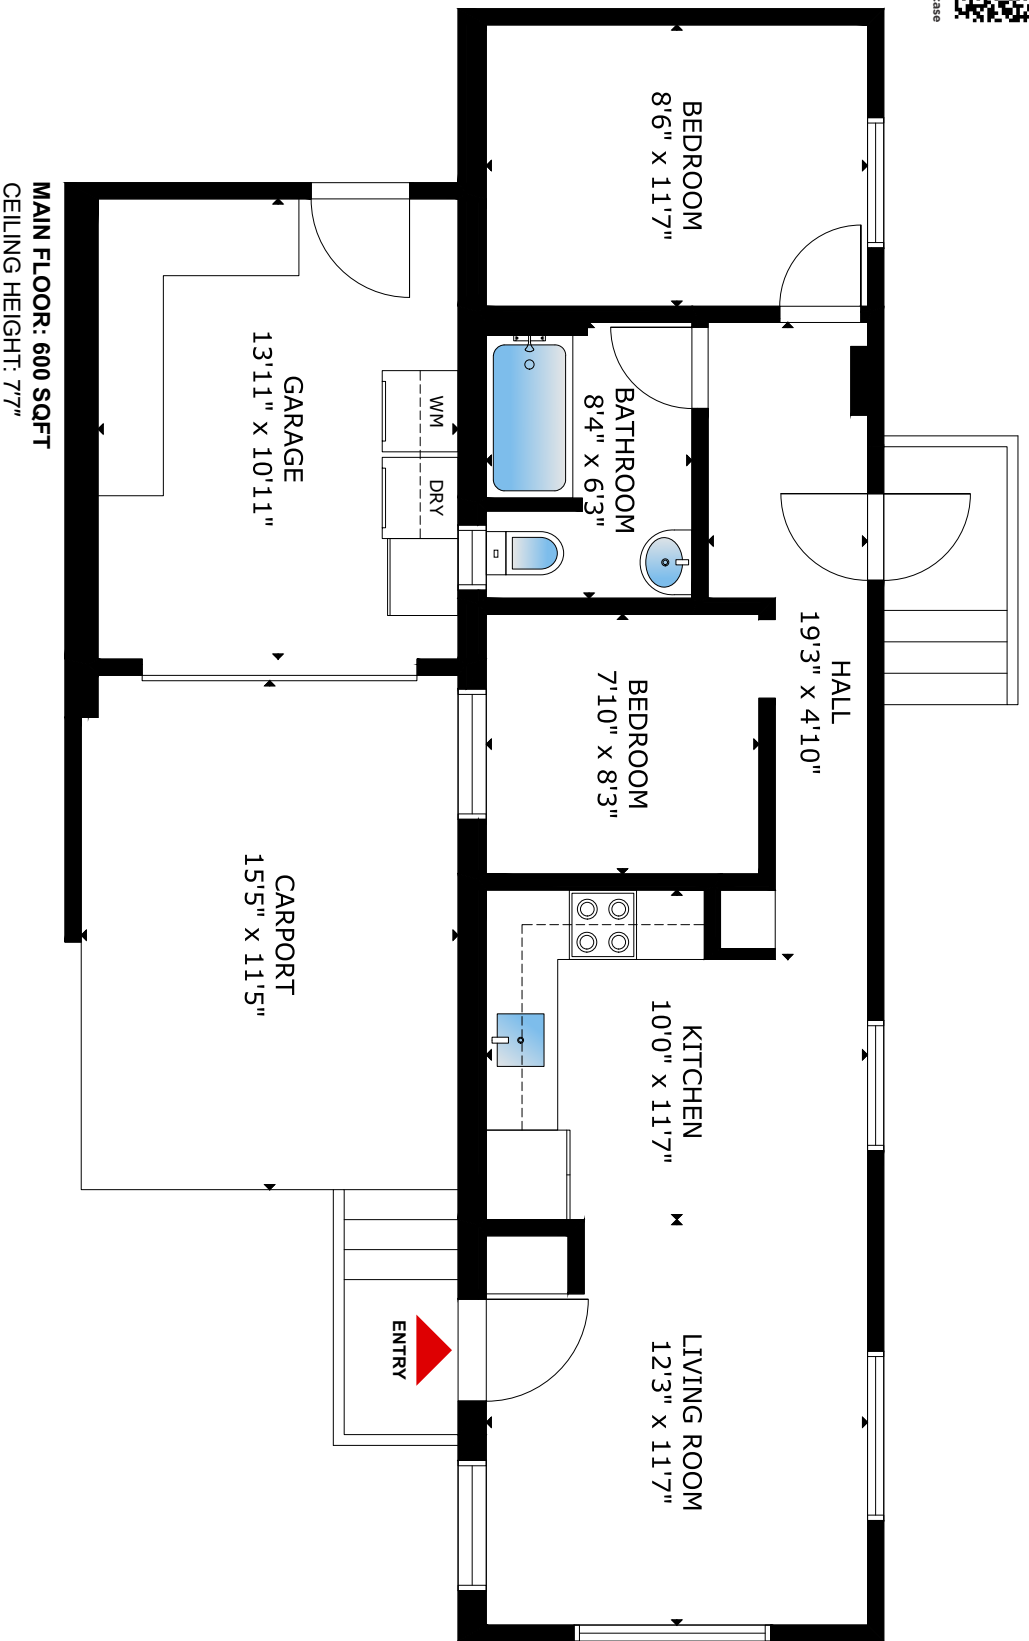 case
BEDROOM
8'6" x 11'7"
BATHROOM
8'4" x 6'3"
HALL
19'3" x 4'10"
BEDROOM
7'10" x 8'3"
KITCHEN
10'0" x 11'7"
LIVING ROOM
12'3" x 11'7"
GARAGE
13'11" x 10'11"
WM
DRY
CARPORT
15'5" x 11'5"
ENTRY
MAIN FLOOR: 600 SQFT
CEILING HEIGHT: 7'7"